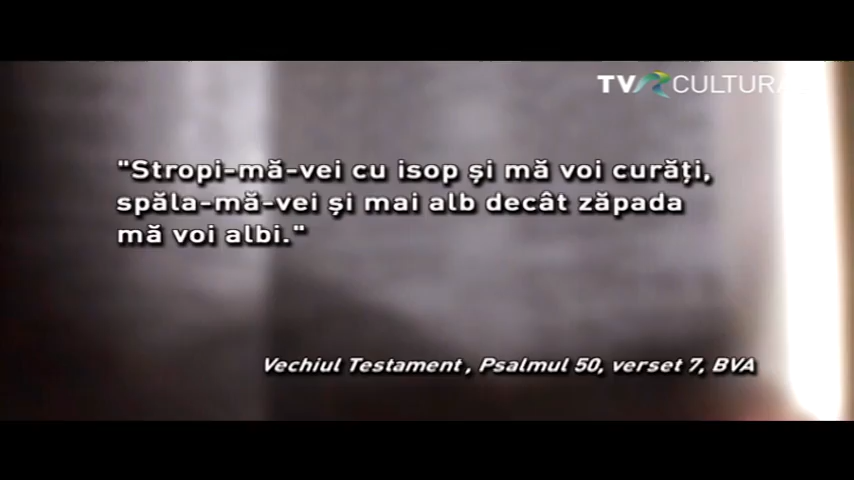 TVR CULTURAL
"Stropi-mă-vei cu isop și mă voi curăți,
spăla-mă-vei și mai alb decât zăpada
mă voi albi."
Vechiul Testament, Psalmul 50, verset 7, BVA